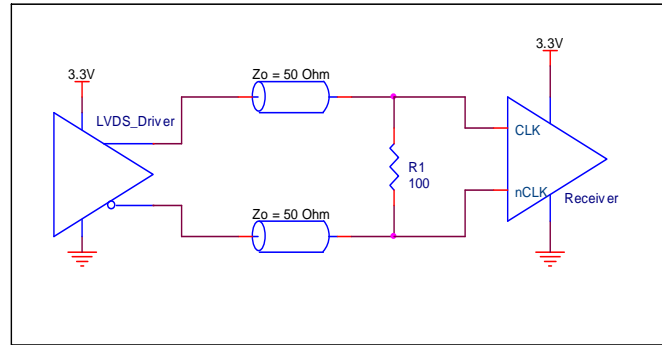 3.3V
LVDS_Driver
Zo = 50 Ohm
Zo = 50 Ohm
R1
100
3.3V
CLK
nCLK
Receiver